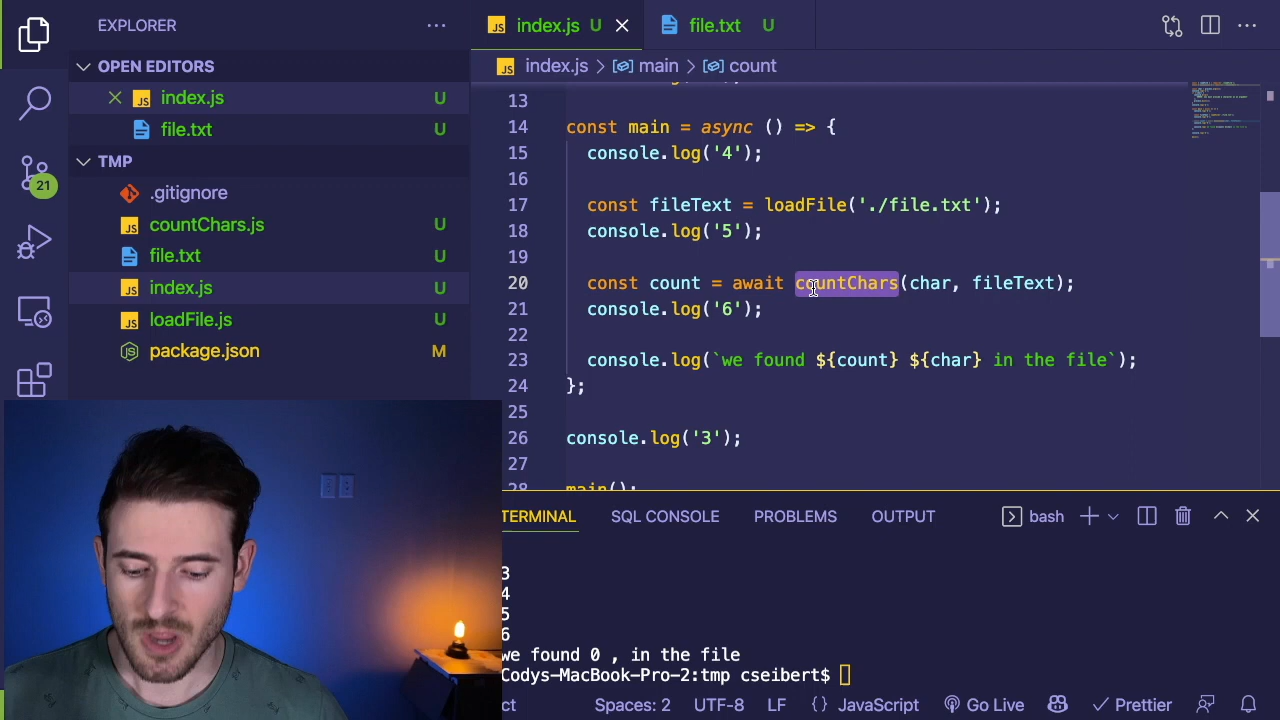 EXPLORER
OPEN EDITORS
index.js U
file.txt U
TMP
.gitignore
countChars.js U
file.txt U
index.js U
loadFile.js U
package.json M
21
JS index.js U
file.txt U
JS index.js > main > count
13
14 const main = async () => {
15 console.log('4');
16
17 const fileText = loadFile('./file.txt');
18 console.log('5');
19
20 const count = await countChars(char, fileText);
21 console.log('6');
22
23 console.log(`we found ${count} ${char} in the file`);
24 };
25
26 console.log('3');
27
28 main();
TERMINAL SQL CONSOLE PROBLEMS OUTPUT bash
3
4
5
6
we found 0 , in the file
Codys-MacBook-Pro-2:tmp cseibert$
Spaces: 2 UTF-8 LF {} JavaScript Go Live Prettier